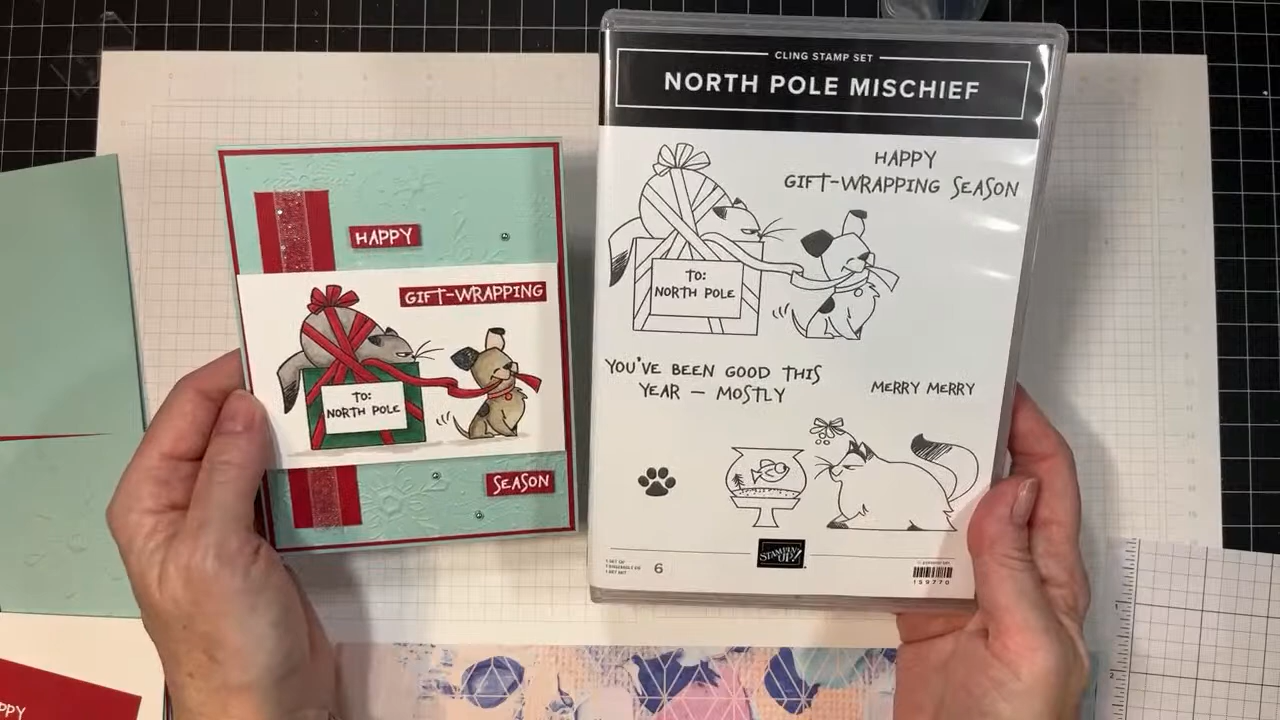 CLING STAMP SET
NORTH POLE MISCHIEF
HAPPY
GIFT-WRAPPING SEASON
TO:
NORTH POLE
YOU'VE BEEN GOOD THIS
YEAR — MOSTLY
MERRY MERRY
STAMPIN' UP!
6
159770
HAPPY
GIFT-WRAPPING
TO:
NORTH POLE
SEASON